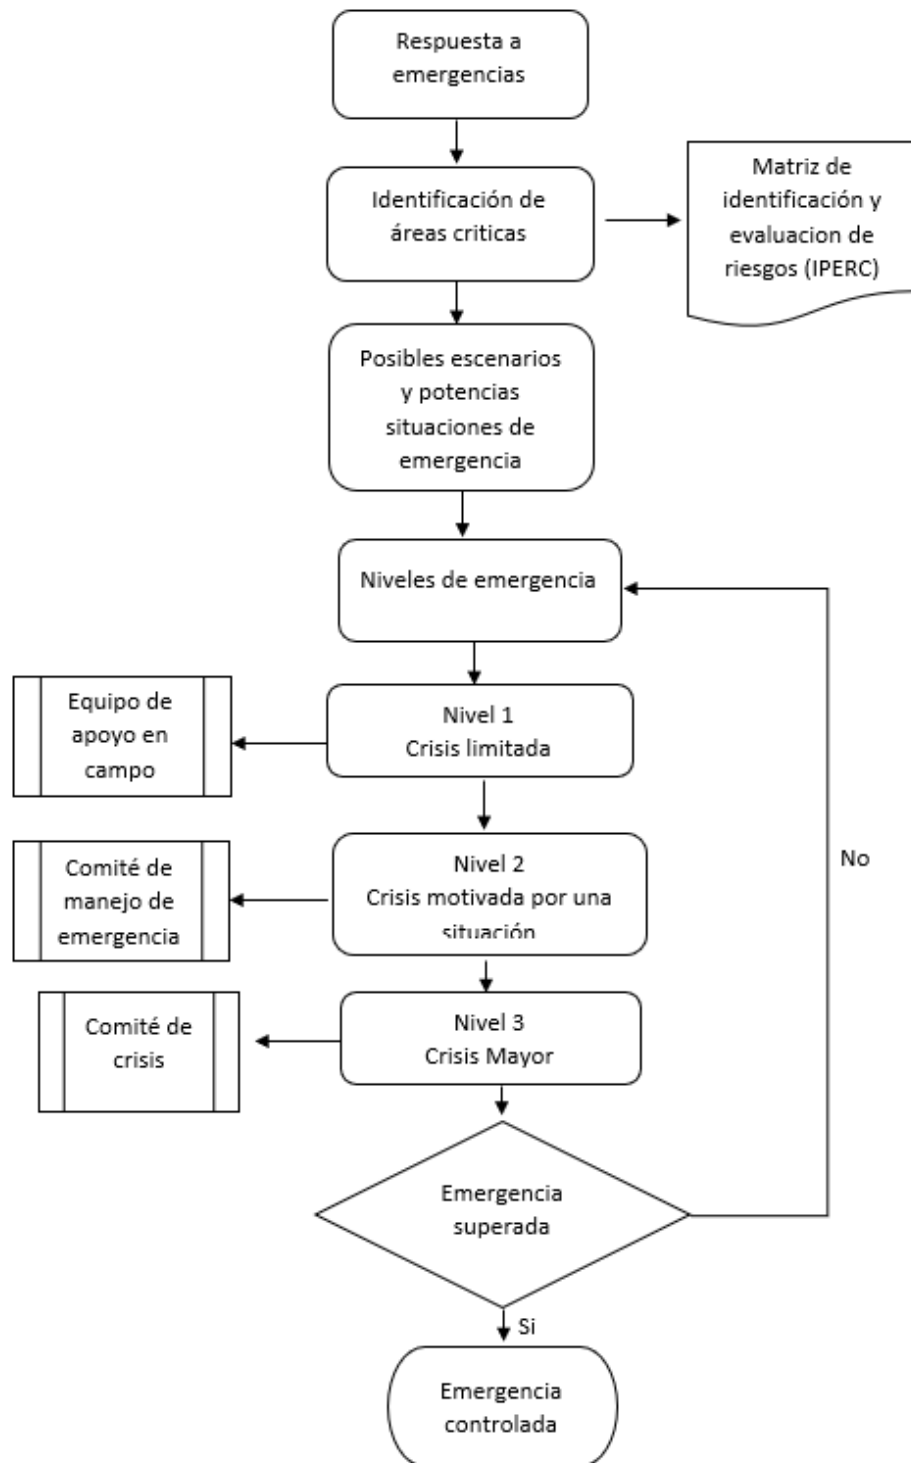 Respuesta a
emergencias
Identificación de
áreas criticas
Matriz de
identificación y
evaluacion de
riesgos (IPERC)
Posibles escenarios
y potencias
situaciones de
emergencia
Niveles de emergencia
Nivel 1
Crisis limitada
Equipo de
apoyo en
campo
Nivel 2
Crisis motivada por una
situación
Comité de
manejo de
emergencia
No
Nivel 3
Crisis Mayor
Comité de
crisis
Emergencia
superada
Si
Emergencia
controlada